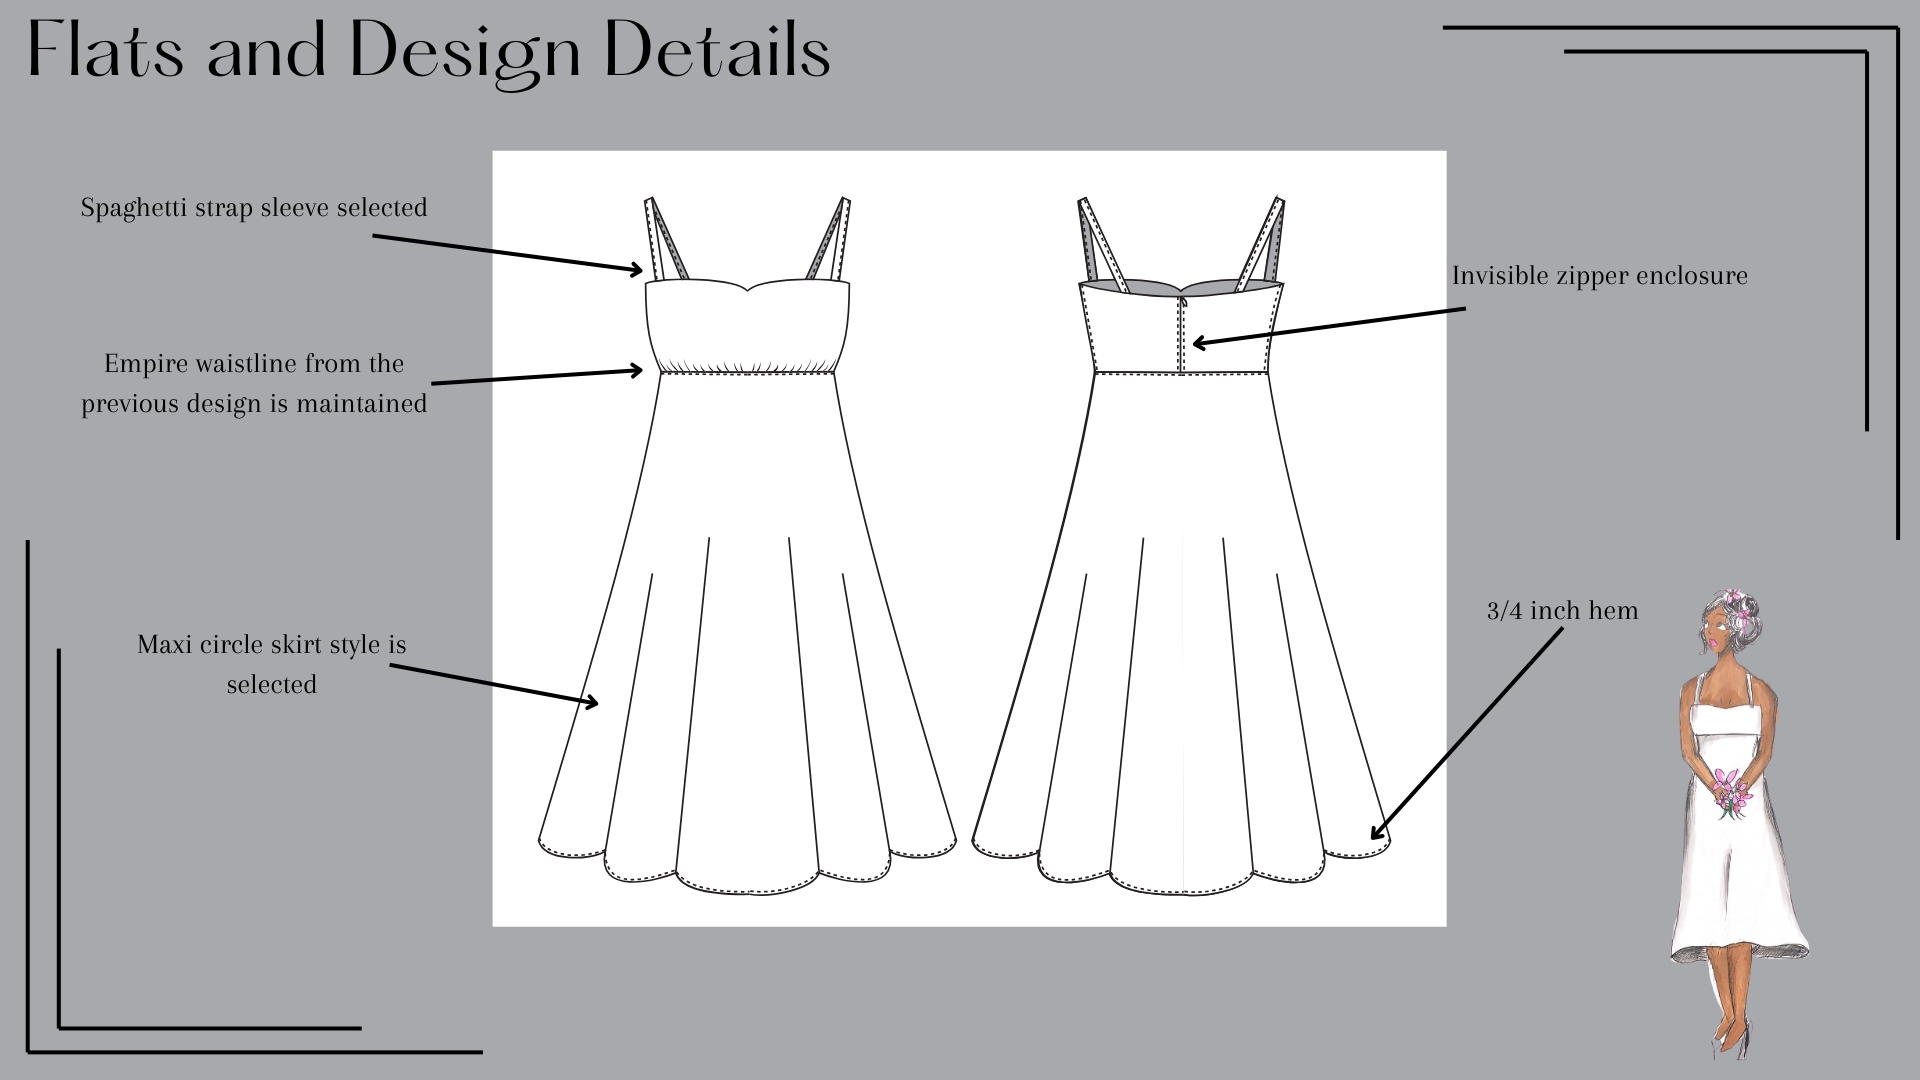 Flats and Design Details
Spaghetti strap sleeve selected
Empire waistline from the
previous design is maintained
Maxi circle skirt style is
selected
Invisible zipper enclosure
3/4 inch hem